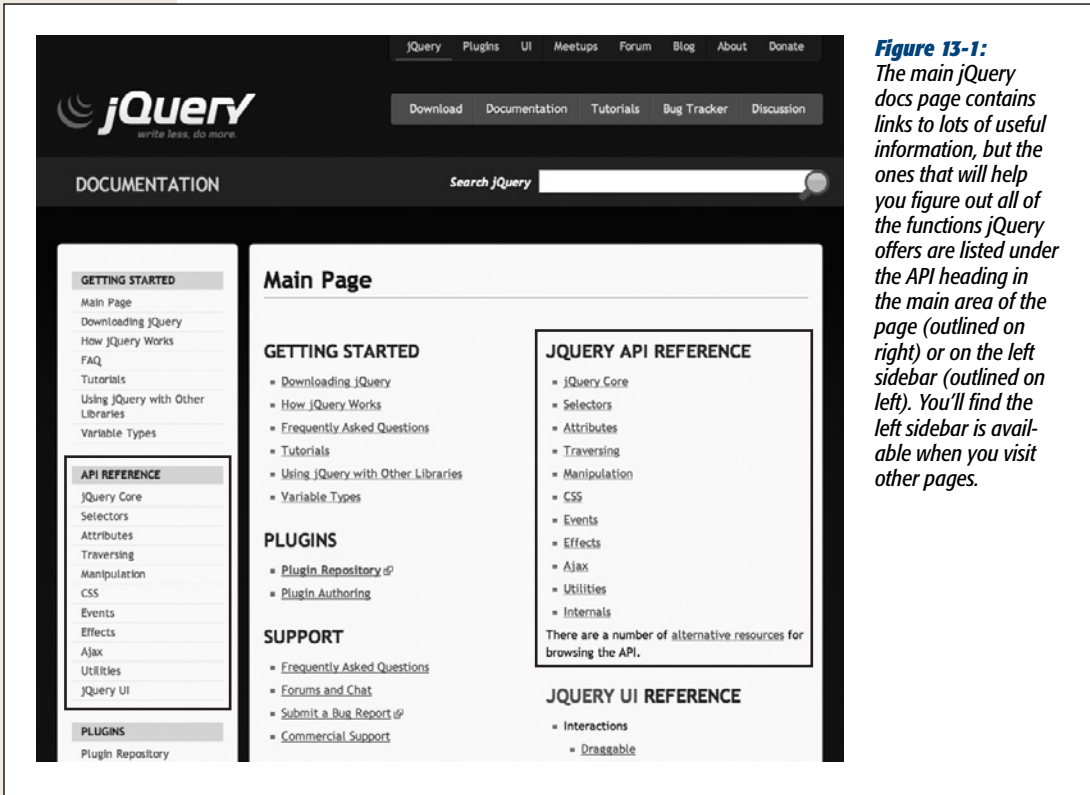 jQuery Plugins UI Meetups Forum Blog About Donate
jQuery
write less, do more.
Download Documentation Tutorials Bug Tracker Discussion
DOCUMENTATION
Search jQuery
GETTING STARTED
Main Page
Downloading jQuery
How jQuery Works
FAQ
Tutorials
Using jQuery with Other
Libraries
Variable Types
API REFERENCE
jQuery Core
Selectors
Attributes
Traversing
Manipulation
CSS
Events
Effects
Ajax
Utilities
jQuery UI
PLUGINS
Plugin Repository
Main Page
GETTING STARTED
Downloading jQuery
How jQuery Works
Frequently Asked Questions
Tutorials
Using jQuery with Other Libraries
Variable Types
PLUGINS
Plugin Repository
Plugin Authoring
SUPPORT
Frequently Asked Questions
Forums and Chat
Submit a Bug Report
Commercial Support
JQUERY API REFERENCE
jQuery Core
Selectors
Attributes
Traversing
Manipulation
CSS
Events
Effects
Ajax
Utilities
Internals
There are a number of alternative resources for
browsing the API.
JQUERY UI REFERENCE
Interactions
Draggable
Figure 13-1:
The main jQuery
docs page contains
links to lots of useful
information, but the
ones that will help
you figure out all of
the functions jQuery
offers are listed under
the API heading in
the main area of the
page (outlined on
right) or on the left
sidebar (outlined on
left). You'll find the
left sidebar is avail-
able when you visit
other pages.